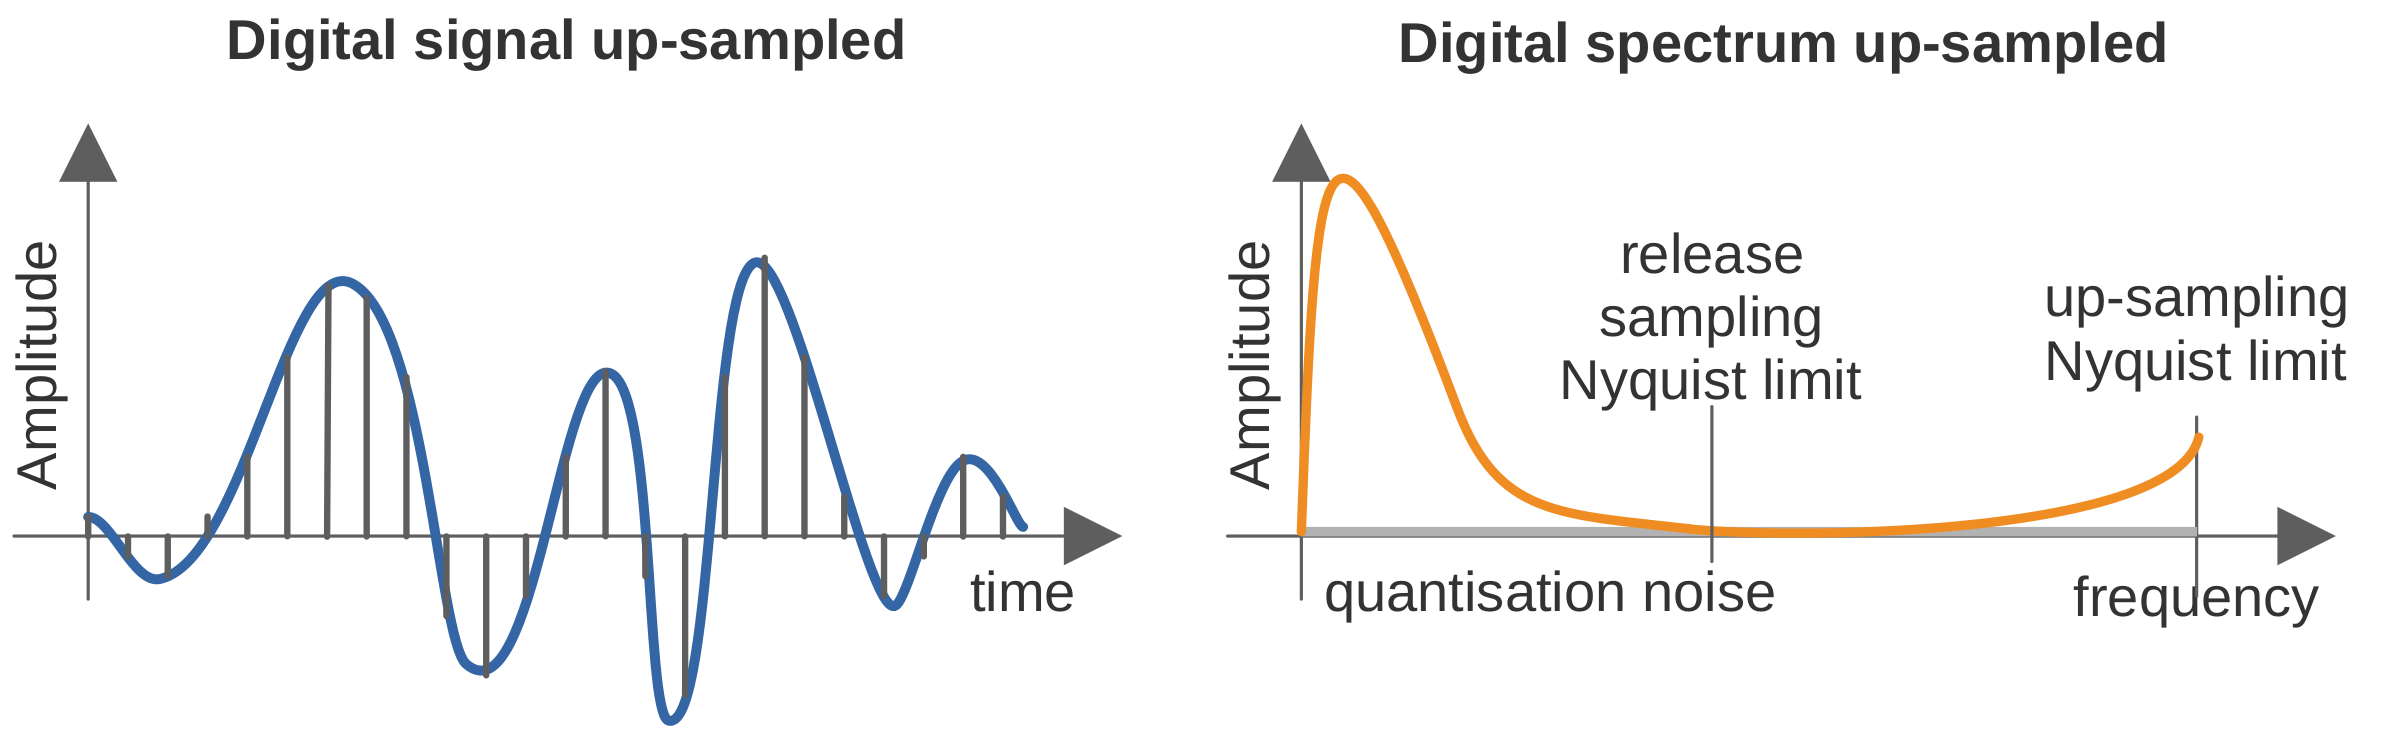 Digital signal up-sampled
Amplitude
time
Digital spectrum up-sampled
Amplitude
release
sampling
Nyquist limit
up-sampling
Nyquist limit
quantisation noise
frequency